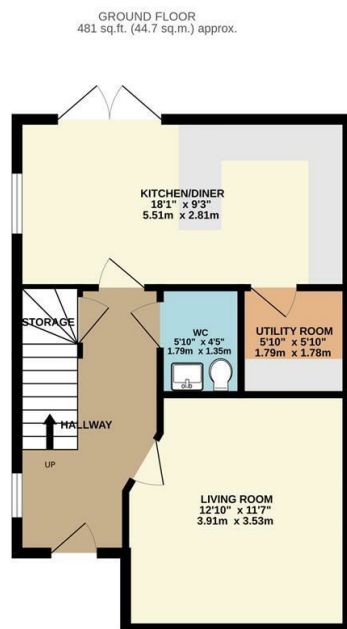 GROUND FLOOR
481 sq.ft. (44.7 sq.m.) approx.
KITCHEN/DINER
18'1" x 9'3"
5.51m x 2.81m
STORAGE
WC
5'10" x 4'5"
1.79m x 1.35m
UTILITY ROOM
5'10" x 5'10"
1.79m x 1.78m
HALLWAY
UP
LIVING ROOM
12'10" x 11'7"
3.91m x 3.53m